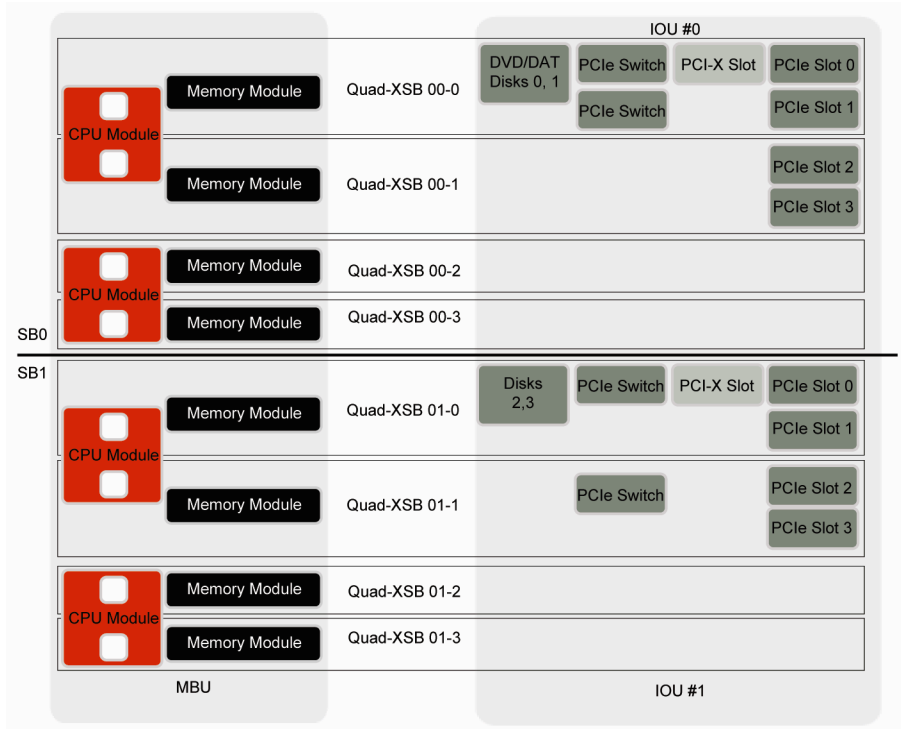 IOU #0
DVD/DAT
Disks 0, 1
PCIe Switch
PCI-X Slot
PCIe Slot 0
Memory Module
Quad-XSB 00-0
PCIe Switch
PCIe Slot 1
CPU Module
Memory Module
Quad-XSB 00-1
PCIe Slot 2
PCIe Slot 3
Memory Module
Quad-XSB 00-2
CPU Module
Memory Module
Quad-XSB 00-3
SB0
SB1
Disks
2,3
PCIe Switch
PCI-X Slot
PCIe Slot 0
Memory Module
Quad-XSB 01-0
PCIe Slot 1
CPU Module
Memory Module
Quad-XSB 01-1
PCIe Switch
PCIe Slot 2
PCIe Slot 3
Memory Module
Quad-XSB 01-2
CPU Module
Memory Module
Quad-XSB 01-3
MBU
IOU #1